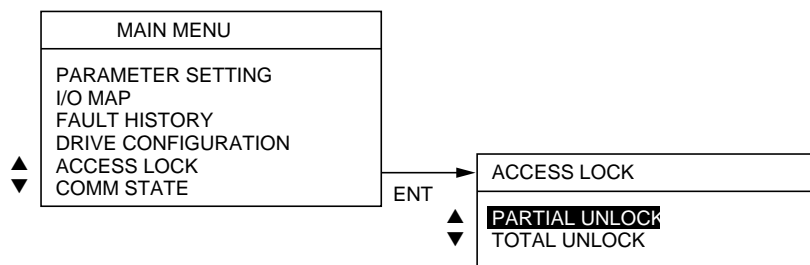 MAIN MENU
PARAMETER SETTING
I/O MAP
FAULT HISTORY
DRIVE CONFIGURATION
ACCESS LOCK
COMM STATE
ENT
ACCESS LOCK
PARTIAL UNLOCK
TOTAL UNLOCK